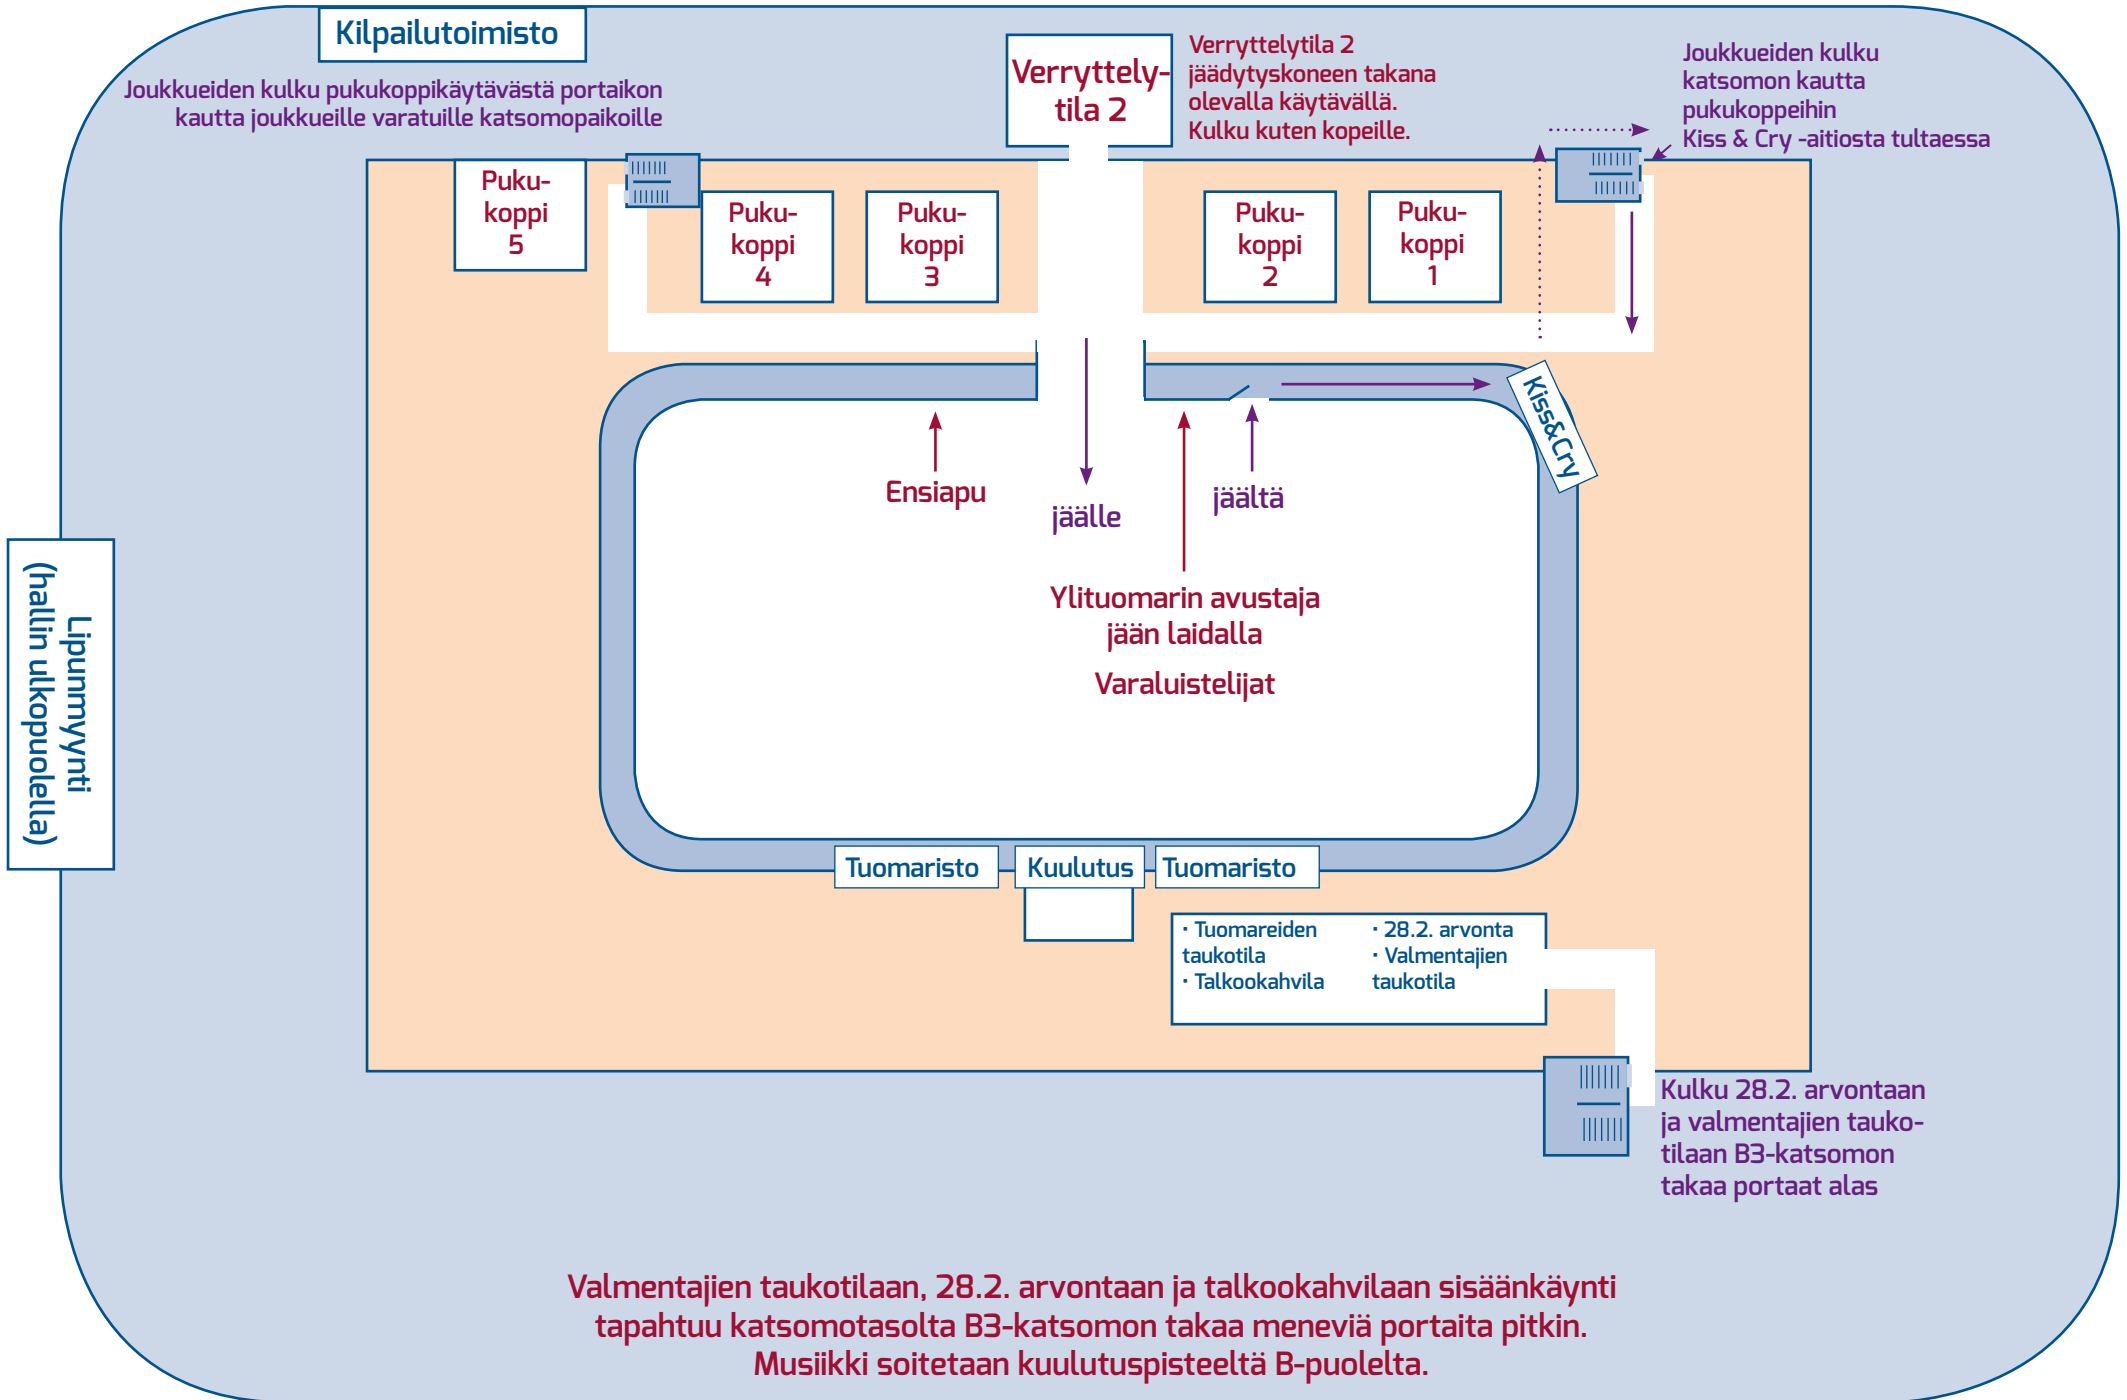 Kilpailutoimisto
Joukkueiden kulku pukukoppikäytävästä portaikon
kautta joukkueille varatuille katsomopaikoille
Verryttely-
tila 2
Verryttelytila 2
jäädytyskoneen takana
olevalla käytävällä.
Kulku kuten kopeille.
Joukkueiden kulku
katsomon kautta
pukukoppeihin
Kiss & Cry -aitiosta tultaessa
Puku-
koppi
5
Puku-
koppi
4
Puku-
koppi
3
Puku-
koppi
2
Puku-
koppi
1
Kiss&Cry
Ensiapu
jäälle
jäältä
Ylituomarin avustaja
jään laidalla
Varaluistelijat
Lipunmyynti
(hallin ulkopuolella)
Tuomaristo
Kuulutus
Tuomaristo
· Tuomareiden
taukotila
· Talkookahvila
· 28.2. arvonta
· Valmentajien
taukotila
Kulku 28.2. arvontaan
ja valmentajien tauko-
tilaan B3-katsomon
takaa portaat alas
Valmentajien taukotilaan, 28.2. arvontaan ja talkookahvilaan sisäänkäynti
tapahtuu katsomotasolta B3-katsomon takaa meneviä portaita pitkin.
Musiikki soitetaan kuulutuspisteeltä B-puolelta.